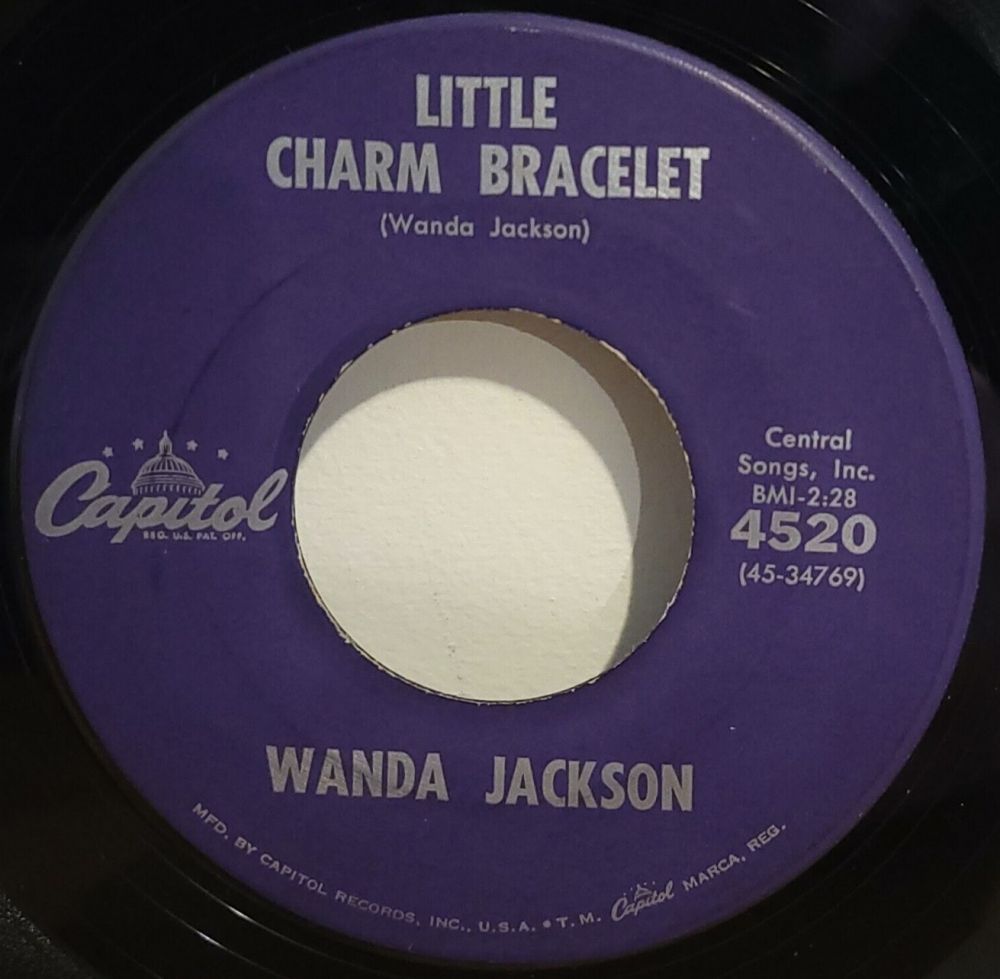 LITTLE
CHARM BRACELET
(Wanda Jackson)
Capitol
REG. U.S. PAT. OFF.
Central
Songs, Inc.
BMI-2:28
4520
(45-34769)
WANDA JACKSON
MFD. BY CAPITOL RECORDS, INC., U.S.A. • T.M. Capitol MARCA. REG.